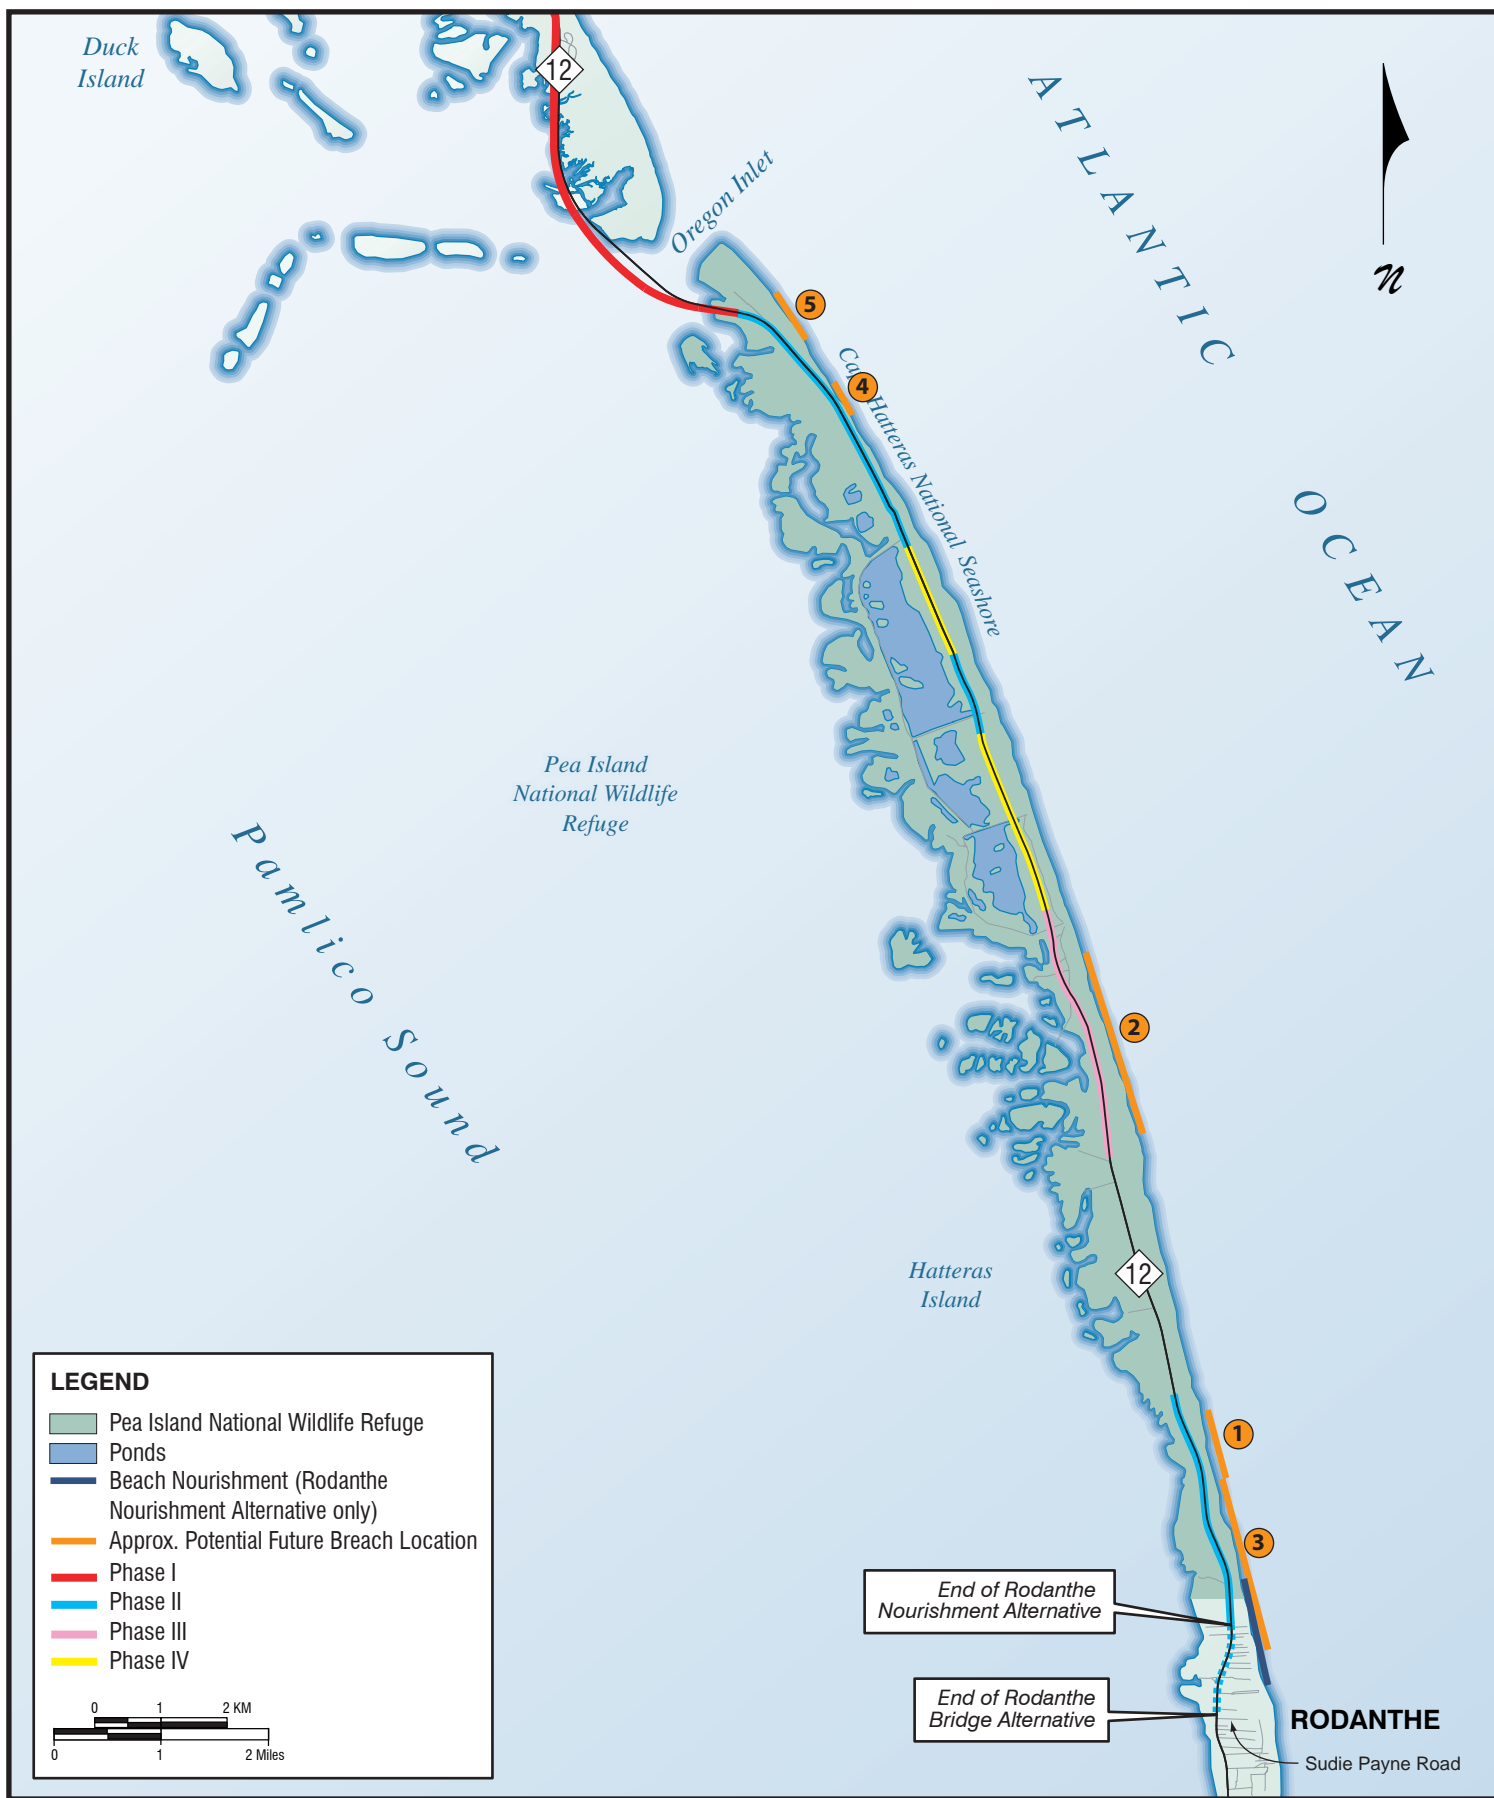 Duck
Island
12
ATLANTIC
OCEAN
N
Oregon Inlet
5
4
Cape Hatteras National Seashore
Pea Island
National Wildlife
Refuge
Pamlico Sound
2
Hatteras
Island
12
1
3
End of Rodanthe
Nourishment Alternative
End of Rodanthe
Bridge Alternative
RODANTHE
Sudie Payne Road
LEGEND
Pea Island National Wildlife Refuge
Ponds
Beach Nourishment (Rodanthe
Nourishment Alternative only)
Approx. Potential Future Breach Location
Phase I
Phase II
Phase III
Phase IV
0 1 2 KM
0 1 2 Miles